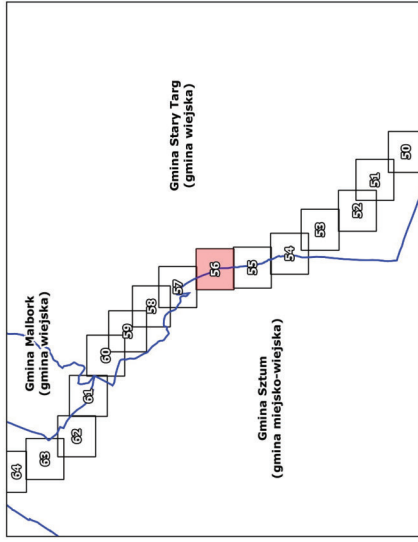 Gmina Malbork
(gmina wiejska)
Gmina Stary Targ
(gmina wiejska)
Gmina Sztum
(gmina miejsko-wiejska)
64
63
62
61
60
59
58
57
56
55
54
53
52
51
50